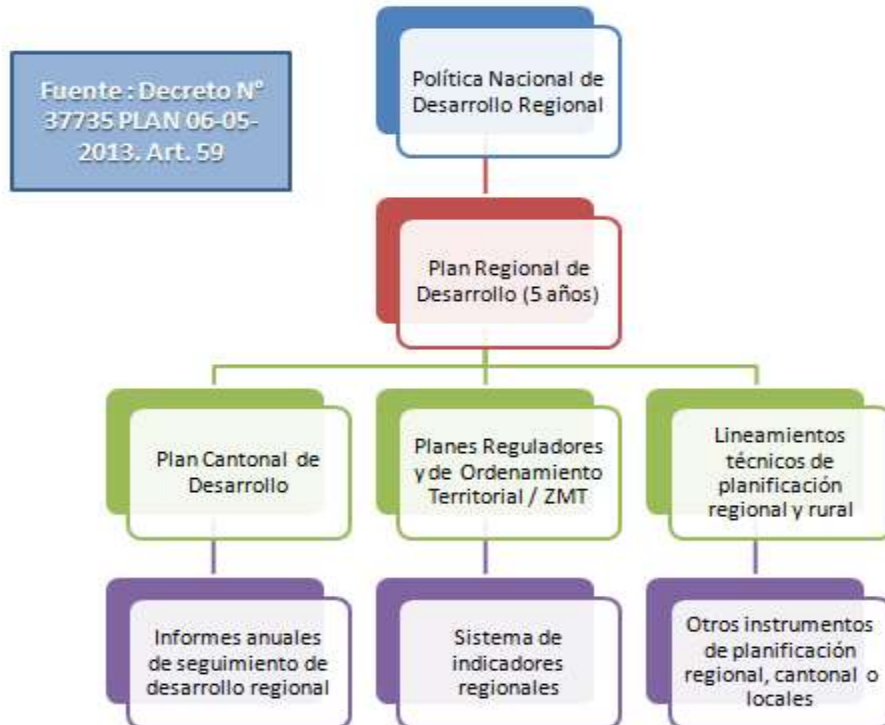 Fuente : Decreto N°
37735 PLAN 06-05-
2013. Art. 59
Política Nacional de
Desarrollo Regional
Plan Regional de
Desarrollo (5 años)
Plan Cantonal de
Desarrollo
Planes Reguladores
y de Ordenamiento
Territorial / ZMT
Lineamientos
técnicos de
planificación
regional y rural
Informes anuales
de seguimiento de
desarrollo regional
Sistema de
indicadores
regionales
Otros instrumentos
de planificación
regional, cantonal o
locales